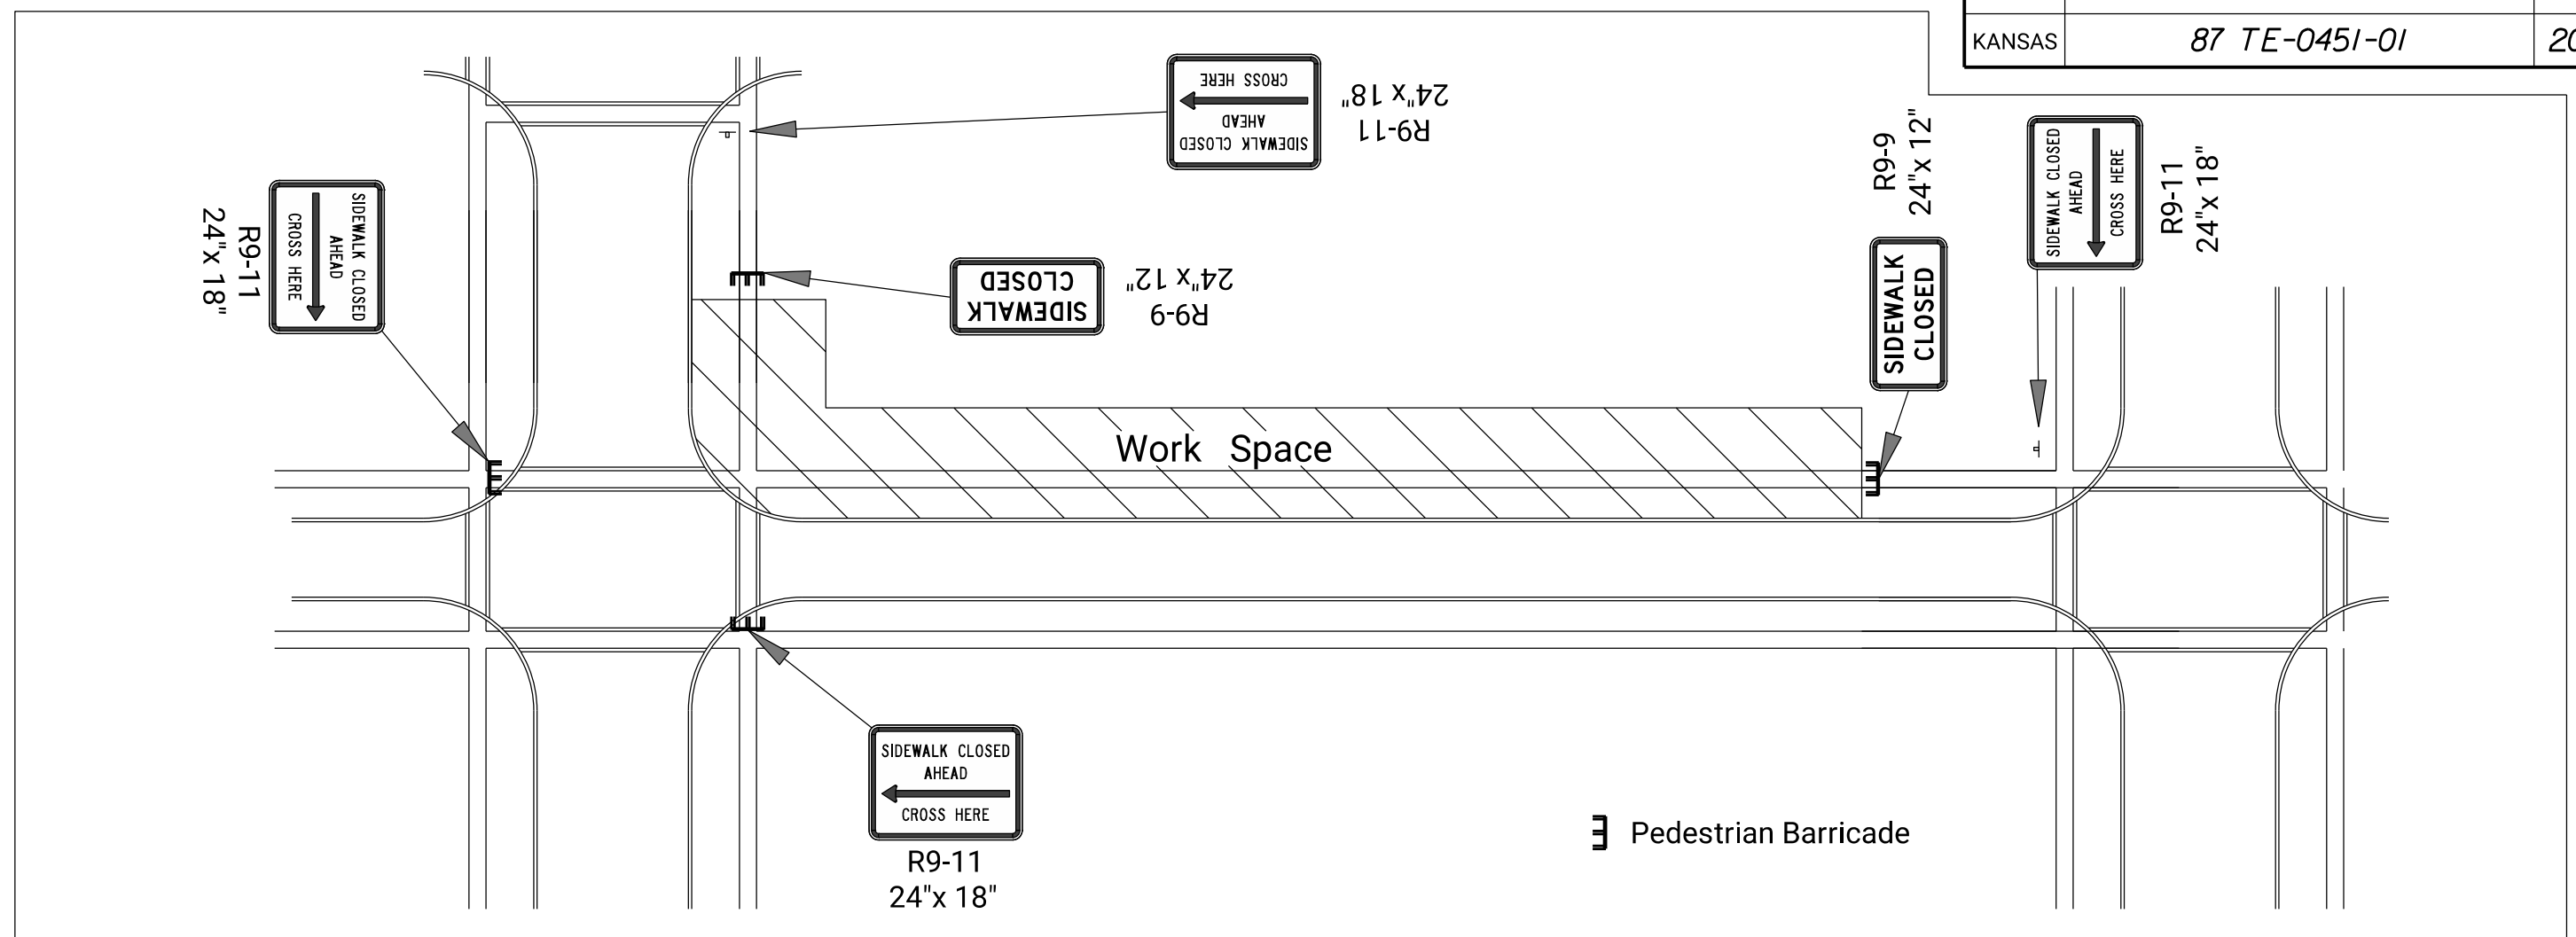 KANSAS
87 TE-0451-01
20
SIDEWALK CLOSED
AHEAD
CROSS HERE
R9-11
24"x 18"
SIDEWALK CLOSED
AHEAD
CROSS HERE
R9-11
24"x 18"
SIDEWALK
CLOSED
R9-9
24"x 12"
R9-9
24"x 12"
SIDEWALK
CLOSED
SIDEWALK CLOSED
AHEAD
CROSS HERE
R9-11
24"x 18"
Work Space
SIDEWALK CLOSED
AHEAD
CROSS HERE
R9-11
24"x 18"
Pedestrian Barricade